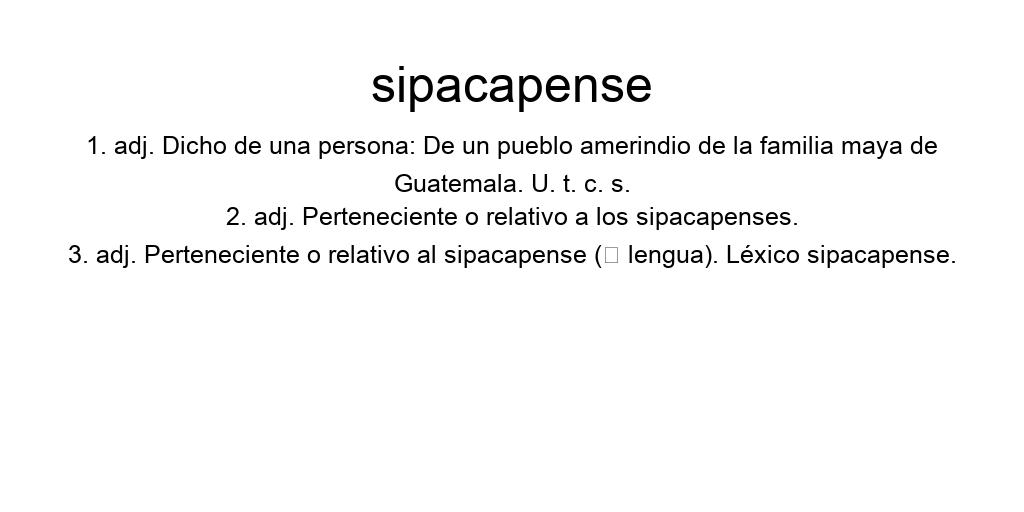 sipacapense
1. adj. Dicho de una persona: De un pueblo amerindio de la familia maya de
Guatemala. U. t. c. s.
2. adj. Perteneciente o relativo a los sipacapenses.
3. adj. Perteneciente o relativo al sipacapense (□ lengua). Léxico sipacapense.